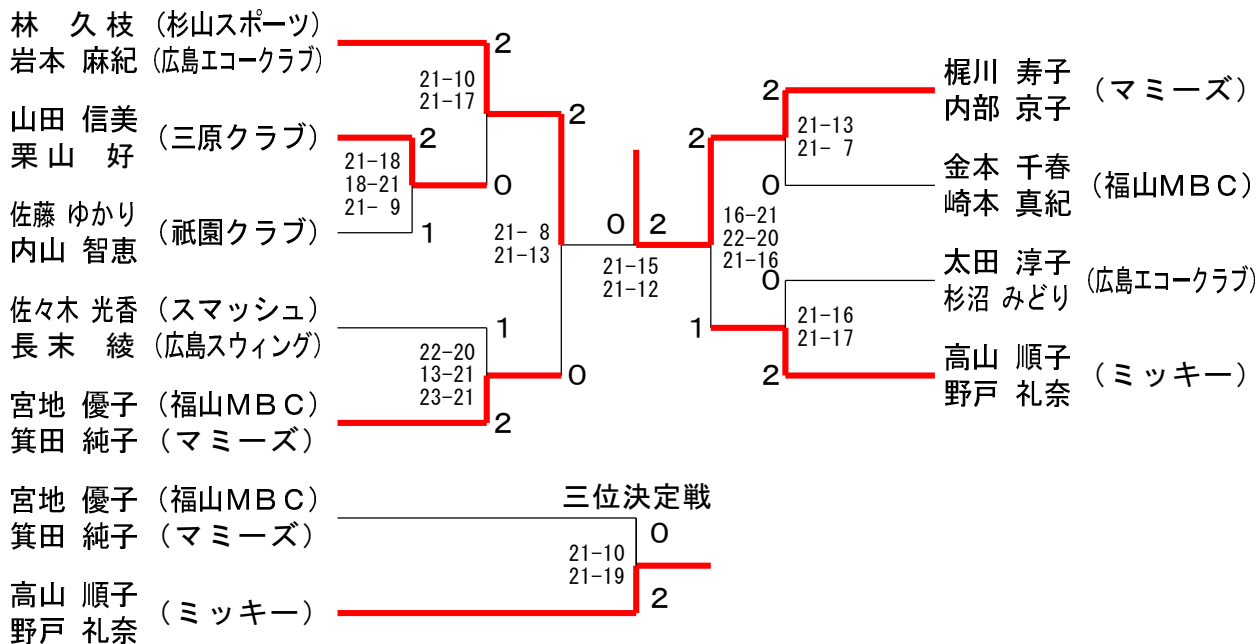 林 久枝 (杉山スポーツ)
岩本 麻紀 (広島エコークラブ)
2
21-10
21-17
山田 信美
栗山 好
(三原クラブ)
2
21-18
18-21
21- 9
0
佐藤 ゆかり
内山 智恵
(祇園クラブ)
1
2
21- 8
21-13
佐々木 光香 (スマッシュ)
長末 綾 (広島スウィング)
1
22-20
13-21
23-21
0
宮地 優子 (福山MBC)
箕田 純子 (マミーズ)
2
0
2
21-15
21-12
梶川 寿子
内部 京子
(マミーズ)
2
21-13
21- 7
2
金本 千春
崎本 真紀
(福山MBC)
0
16-21
22-20
21-16
太田 淳子
杉沼 みどり
(広島エコークラブ)
0
21-16
21-17
1
高山 順子
野戸 礼奈
(ミッキー)
2
三位決定戦
宮地 優子 (福山MBC)
箕田 純子 (マミーズ)
0
21-10
21-19
高山 順子
野戸 礼奈
(ミッキー)
2